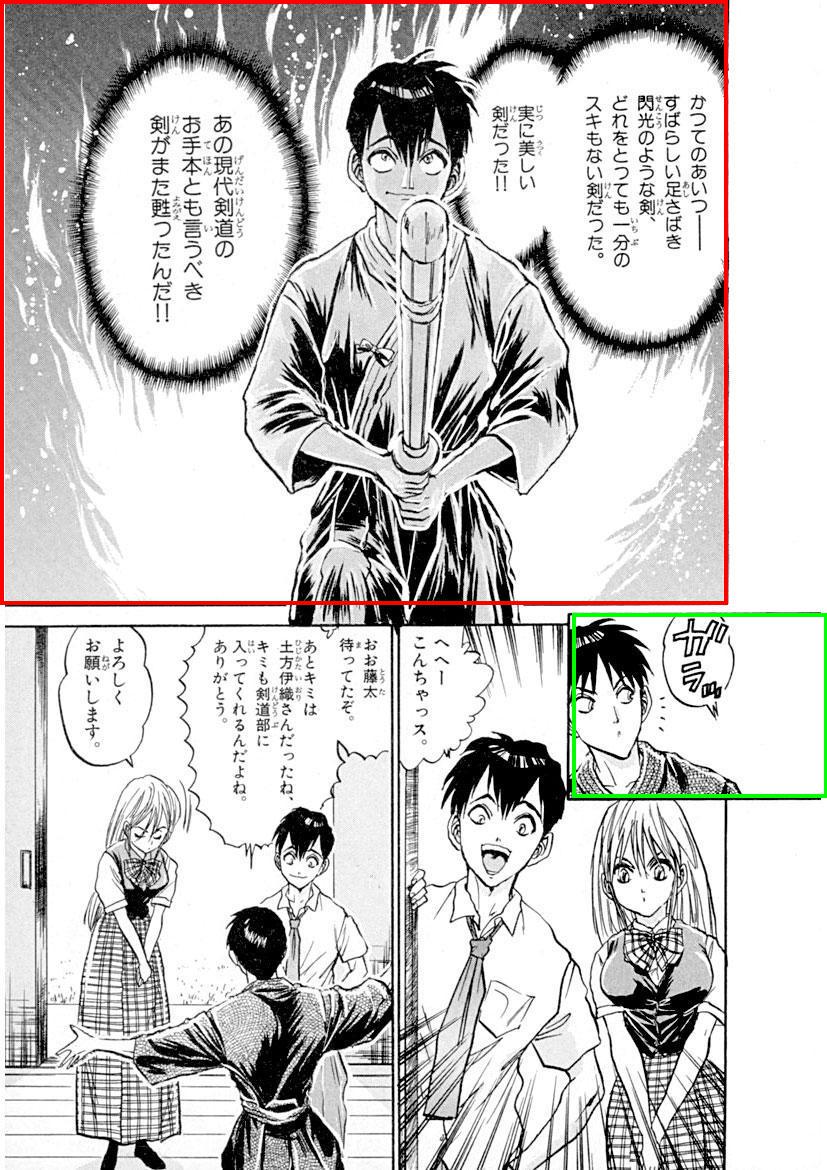 かつてのあいつ――
すばらしい足さばき
閃光のような剣、
どれをとっても一分の
スキもない剣だった。
実に美しい
剣だった!!
あの現代剣道の
お手本とも言うべき
剣がまた甦ったんだ!!
ガラッ
へへー
こんちゃっス。
おお藤太
待ってたぞ。
あとキミは
土方伊織さんだったね、
キミも剣道部に
入ってくれるんだよね。
ありがとう。
よろしく
お願いします。